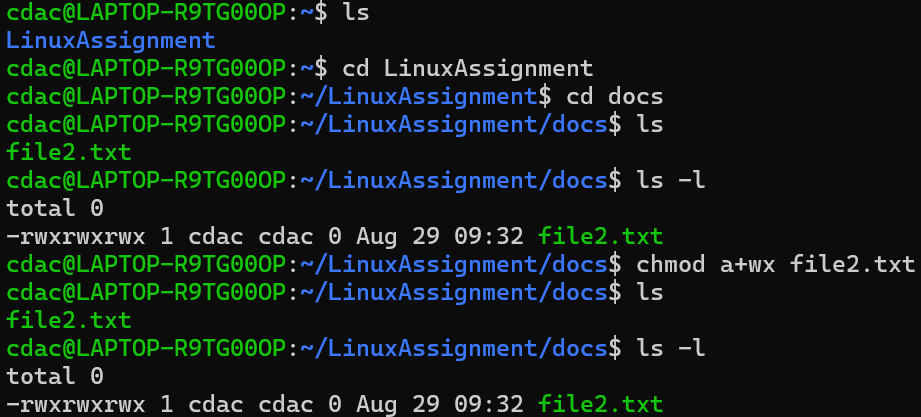 cdac@LAPTOP-R9TG00OP:~$ ls
LinuxAssignment
cdac@LAPTOP-R9TG00OP:~$ cd LinuxAssignment
cdac@LAPTOP-R9TG00OP:~/LinuxAssignment$ cd docs
cdac@LAPTOP-R9TG00OP:~/LinuxAssignment/docs$ ls
file2.txt
cdac@LAPTOP-R9TG00OP:~/LinuxAssignment/docs$ ls -l
total 0
-rwxrwxrwx 1 cdac cdac 0 Aug 29 09:32 file2.txt
cdac@LAPTOP-R9TG00OP:~/LinuxAssignment/docs$ chmod a+wx file2.txt
cdac@LAPTOP-R9TG00OP:~/LinuxAssignment/docs$ ls
file2.txt
cdac@LAPTOP-R9TG00OP:~/LinuxAssignment/docs$ ls -l
total 0
-rwxrwxrwx 1 cdac cdac 0 Aug 29 09:32 file2.txt